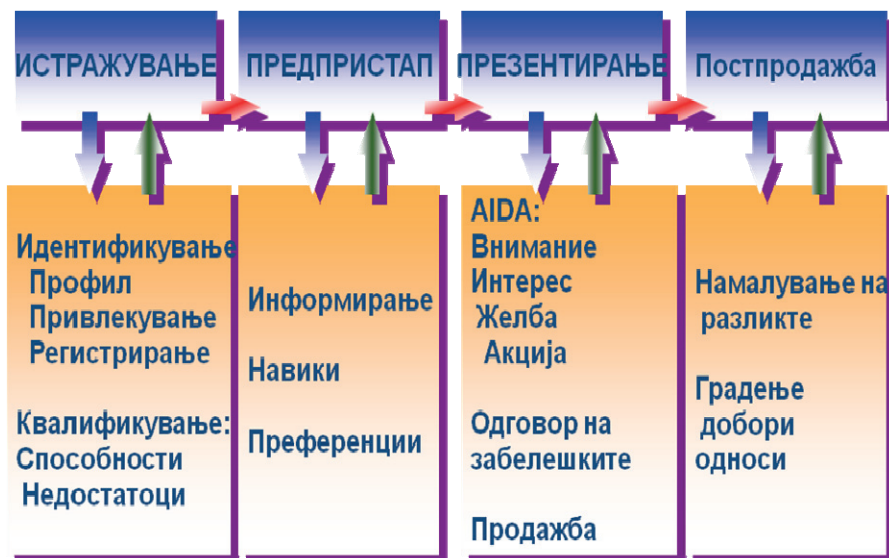 ИСТРАЖУВАЊЕ
ПРЕДПРИСТАП
ПРЕЗЕНТИРАЊЕ
Постпродажба
Идентификување
Профил
Привлекување
Регистрирање
Квалификување:
Способности
Недостатоци
Информирање
Навики
Преференции
AIDA:
Внимание
Интерес
Желба
Акција
Одговор на
забелешките
Продажба
Намалување на
разликте
Градење
добори
односи